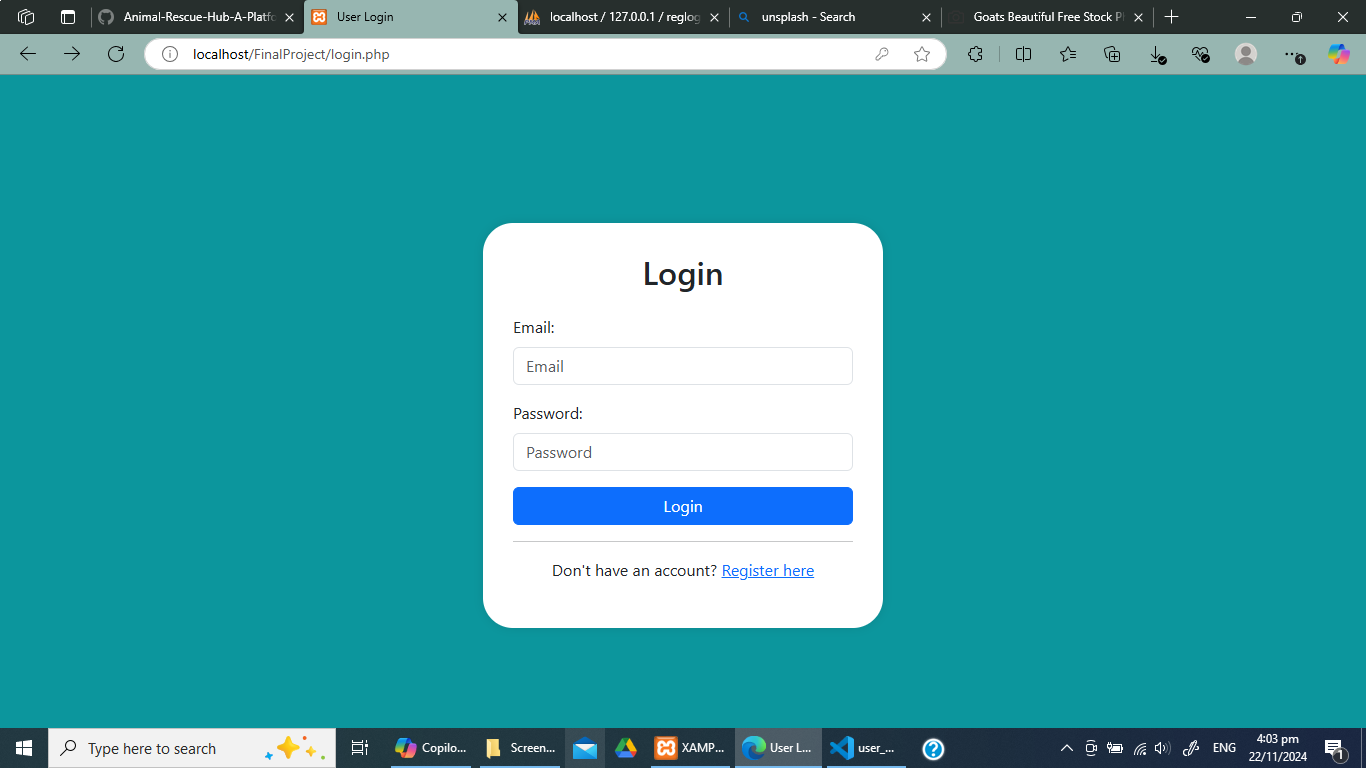 Animal-Rescue-Hub-A-Platfo
User Login
localhost / 127.0.0.1 / reglog
unsplash - Search
Goats Beautiful Free Stock P
localhost/FinalProject/login.php
Login
Email:
Email
Password:
Password
Login
Don't have an account? Register here
Type here to search
Copilo...
Screen...
XAMP...
User L...
user_...
ENG
4:03 pm
22/11/2024
1